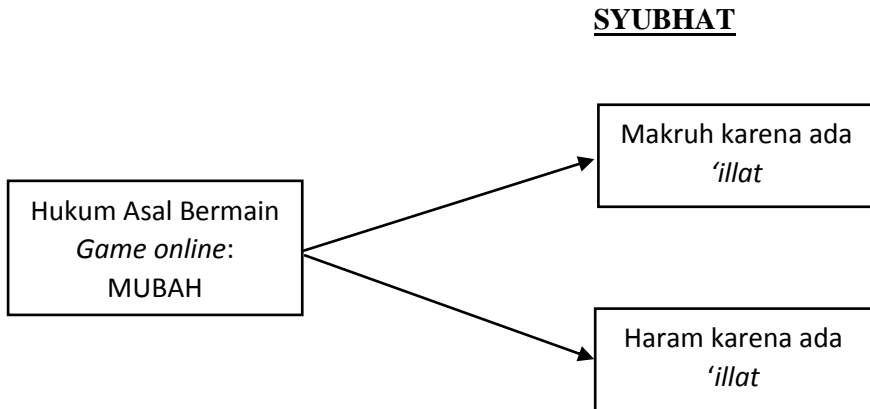 SYUBHAT
Makruh karena ada
‘illat
Hukum Asal Bermain
Game online:
MUBAH
Haram karena ada
‘illat